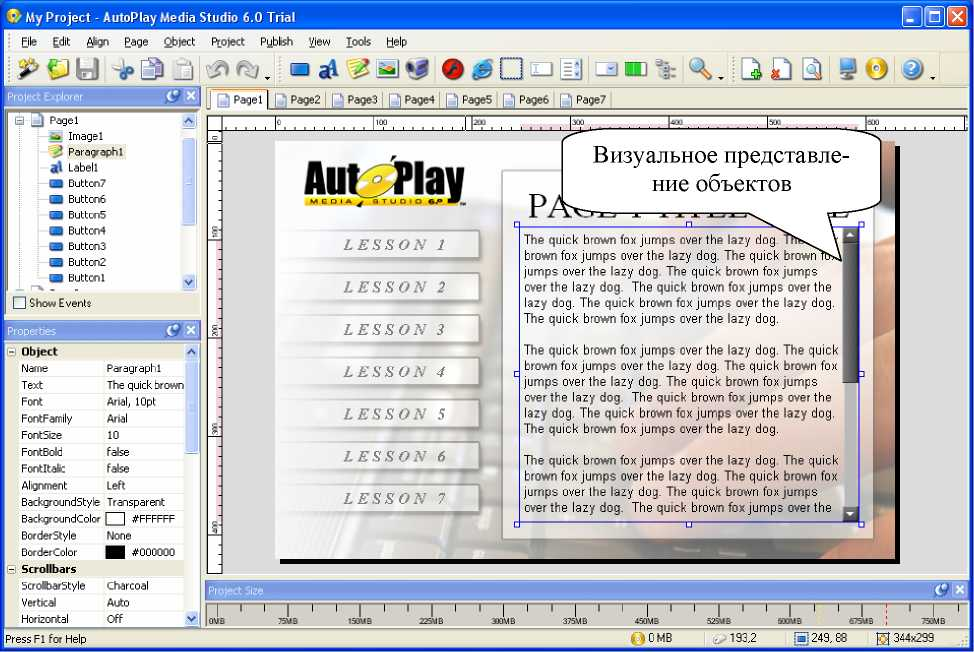 My Project - AutoPlay Media Studio 6.0 Trial
File Edit Align Page Object Project Publish View Tools Help
Project Explorer
Page1
Image1
Paragraph1
Label1
Button7
Button6
Button5
Button4
Button3
Button2
Button1
Show Events
Properties
Object
Name Paragraph1
Text The quick brown
Font Arial, 10pt
FontFamily Arial
FontSize 10
FontBold false
FontItalic false
Alignment Left
BackgroundStyle Transparent
BackgroundColor #FFFFFF
BorderStyle None
BorderColor #000000
Scrollbars
ScrollbarStyle Charcoal
Vertical Auto
Horizontal Off
Page1 Page2 Page3 Page4 Page5 Page6 Page7
0 100 200 300 400 500 600
0
100
200
300
400
AutoPlay
MEDIA STUDIO 6.0
LESSON 1
LESSON 2
LESSON 3
LESSON 4
LESSON 5
LESSON 6
LESSON 7
Визуальное представле-
ние объектов
The quick brown fox jumps over the lazy dog. The
brown fox jumps over the lazy dog. The quick brown
jumps over the lazy dog. The quick brown fox jumps
over the lazy dog. The quick brown fox jumps over the
lazy dog. The quick brown fox jumps over the lazy dog.
The quick brown fox jumps over the lazy dog.
The quick brown fox jumps over the lazy dog. The quick
brown fox jumps over the lazy dog. The quick brown fox
jumps over the lazy dog. The quick brown fox jumps
over the lazy dog. The quick brown fox jumps over the
lazy dog. The quick brown fox jumps over the lazy dog.
The quick brown fox jumps over the lazy dog.
The quick brown fox jumps over the lazy dog. The quick
brown fox jumps over the lazy dog. The quick brown fox
jumps over the lazy dog. The quick brown fox jumps
over the lazy dog. The quick brown fox jumps over the
Project Size
0MB 75MB 150MB 225MB 300MB 375MB 450MB 525MB 600MB 675MB 750MB
Press F1 for Help
0 MB 193,2 249, 88 344x299